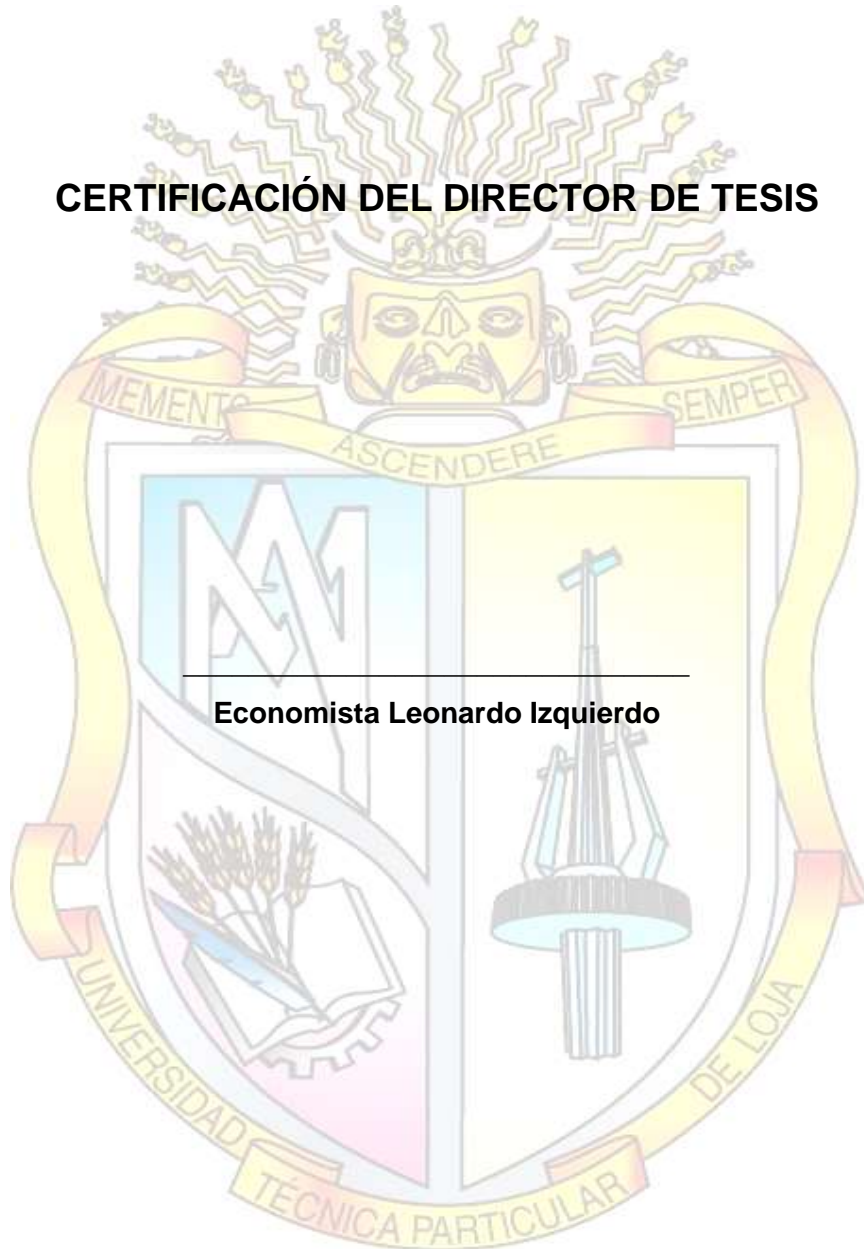 CERTIFICACIÓN DEL DIRECTOR DE TESIS
MEMENTO
ASCENDERE
SEMPER
Economista Leonardo Izquierdo
UNIVERSIDAD
TÉCNICA PARTICULAR
DE LOJA